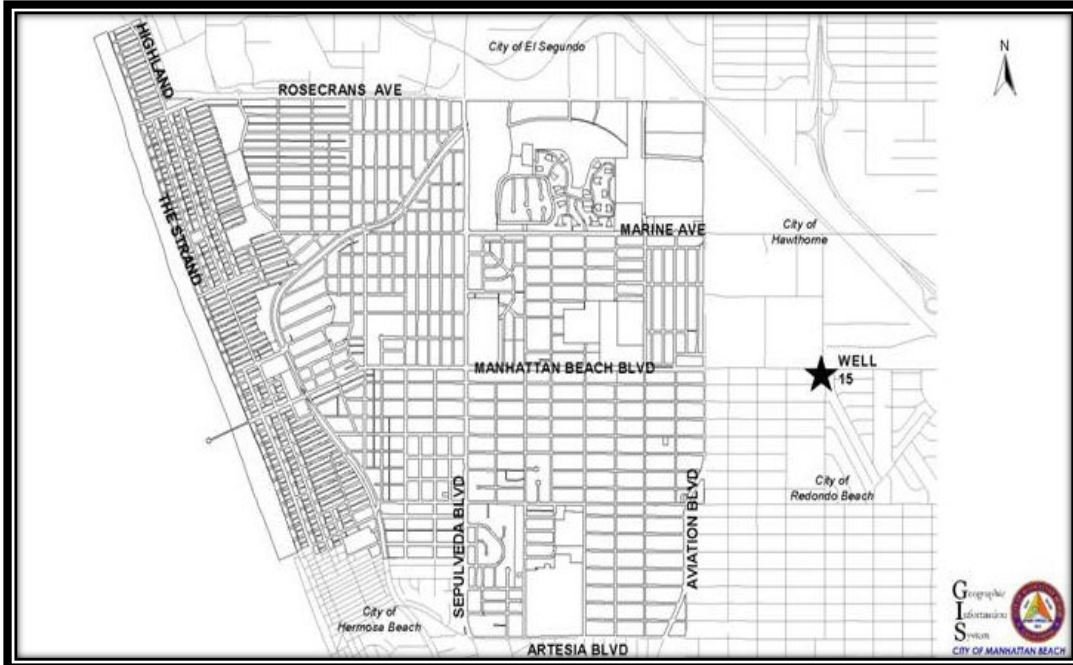 City of El Segundo
N
HIGHLAND
ROSECRANS AVE
THE STRAND
MARINE AVE
City of
Hawthorne
MANHATTAN BEACH BLVD
WELL
15
City of
Redondo Beach
SEPULVEDA BLVD
AVIATION BLVD
City of
Hermosa Beach
ARTESIA BLVD
Geographic
Information
System
CITY OF MANHATTAN BEACH